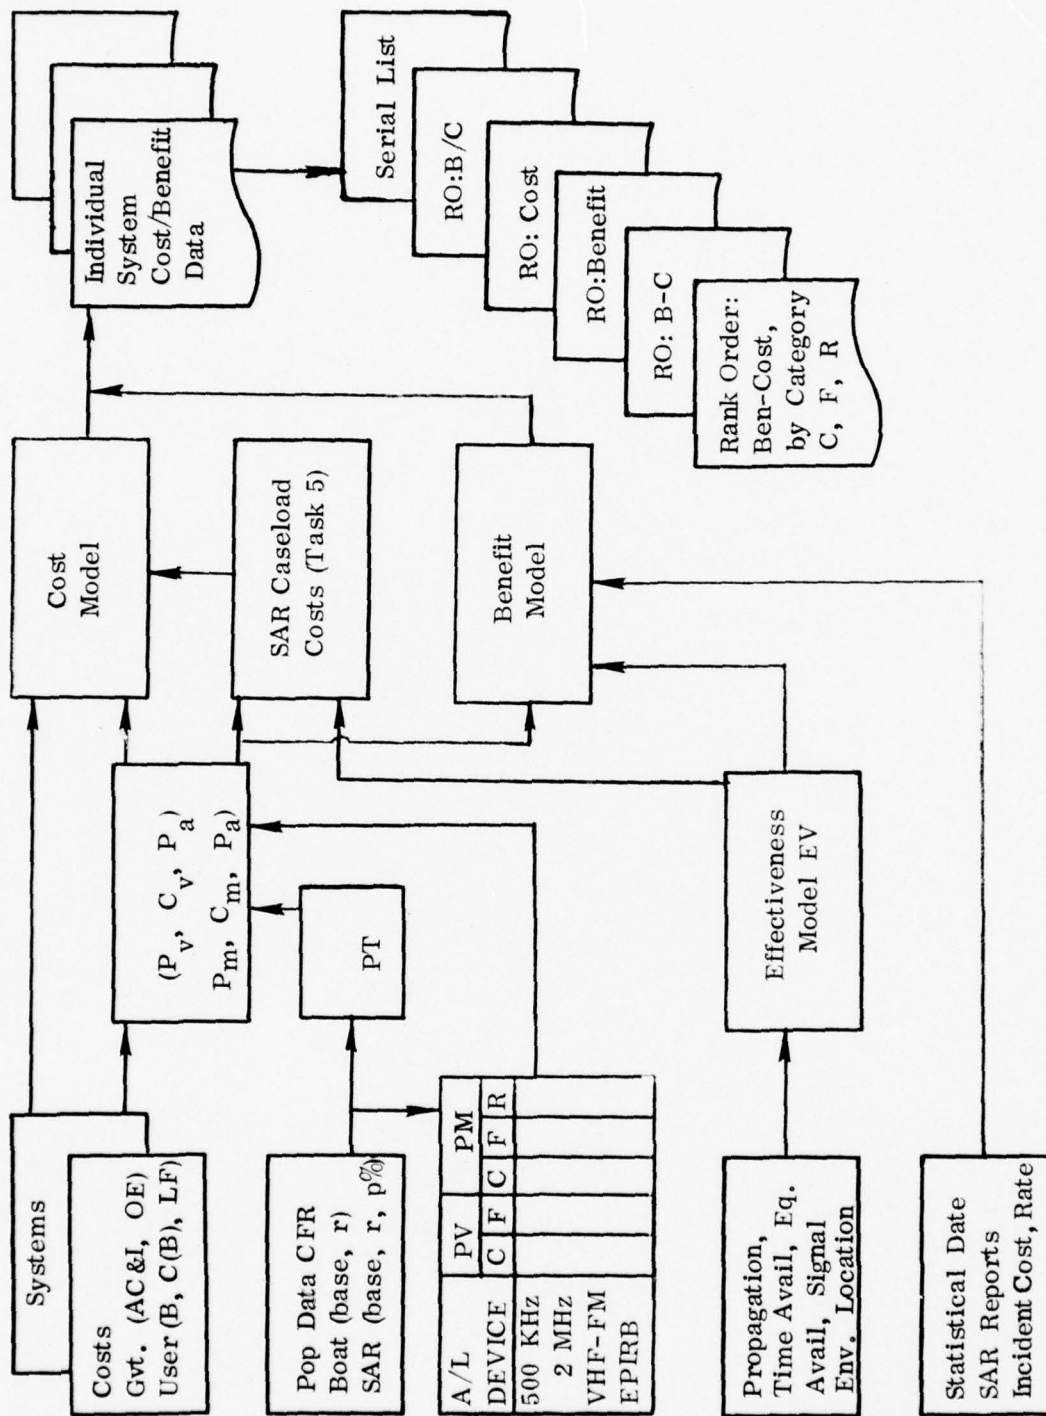 Systems
Costs
Gvt. (AC&I, OE)
User (B, C(B), LF)
Pop Data CFR
Boat (base, r)
SAR (base, r, p%)
A/L
DEVICE
PV
PM
C
F
C
F
R
500 KHz
2 MHz
VHF-FM
EPIRB
Propagation,
Time Avail, Eq.
Avail, Signal
Env. Location
Statistical Date
SAR Reports
Incident Cost, Rate
(Pv, Cv, Pa)
Pm, Cm, Pa)
PT
Effectiveness
Model EV
Cost
Model
SAR Caseload
Costs (Task 5)
Benefit
Model
Individual
System
Cost/Benefit
Data
Serial List
RO:B/C
RO: Cost
RO:Benefit
RO: B-C
Rank Order:
Ben-Cost,
by Category
C, F, R